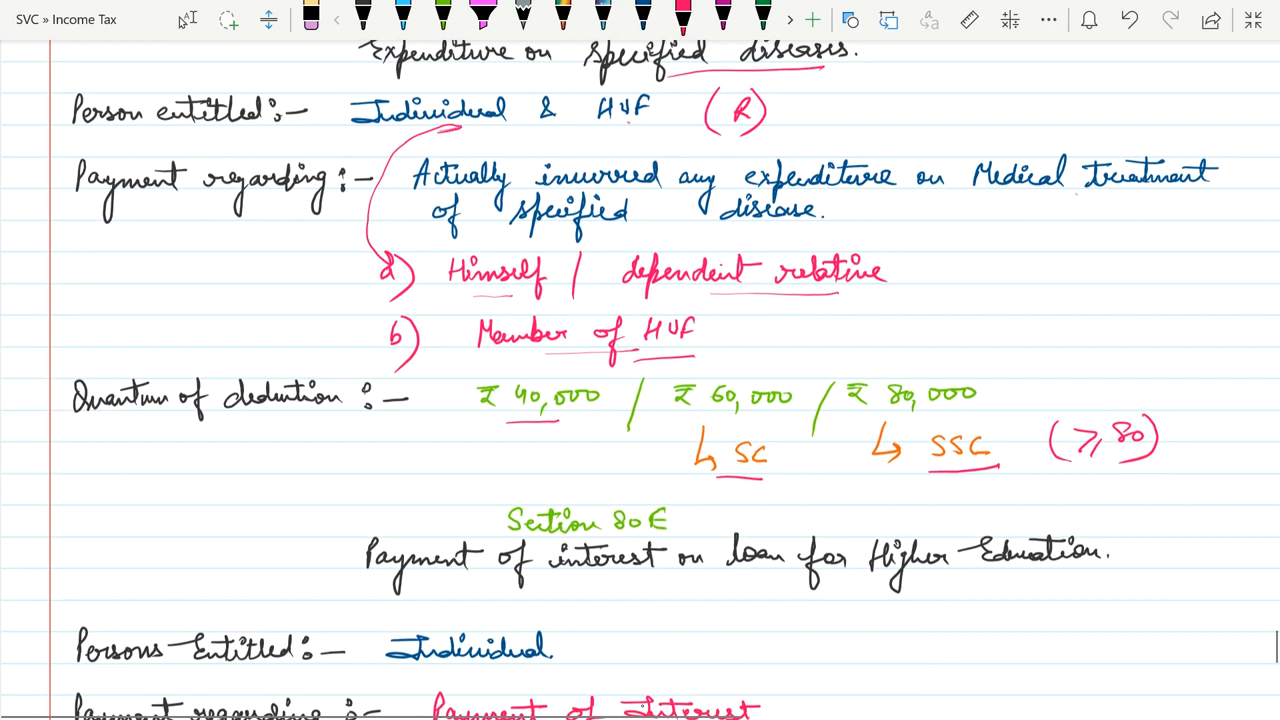 SVC » Income Tax
Expenditure on specified diseases.
Person entitled :- Individual & HUF (R)
Payment regarding :- Actually incurred any expenditure on Medical treatment
of specified disease.
a) Himself / dependent relative
b) Member of HUF
Quantum of deduction :- ₹ 40,000 / ₹ 60,000 / ₹ 80,000
↳ SC ↳ SSC (≥, 80)
Section 80E
Payment of interest on loan for Higher Education.
Persons Entitled :- Individual.
Payment regarding :- Payment of Interest